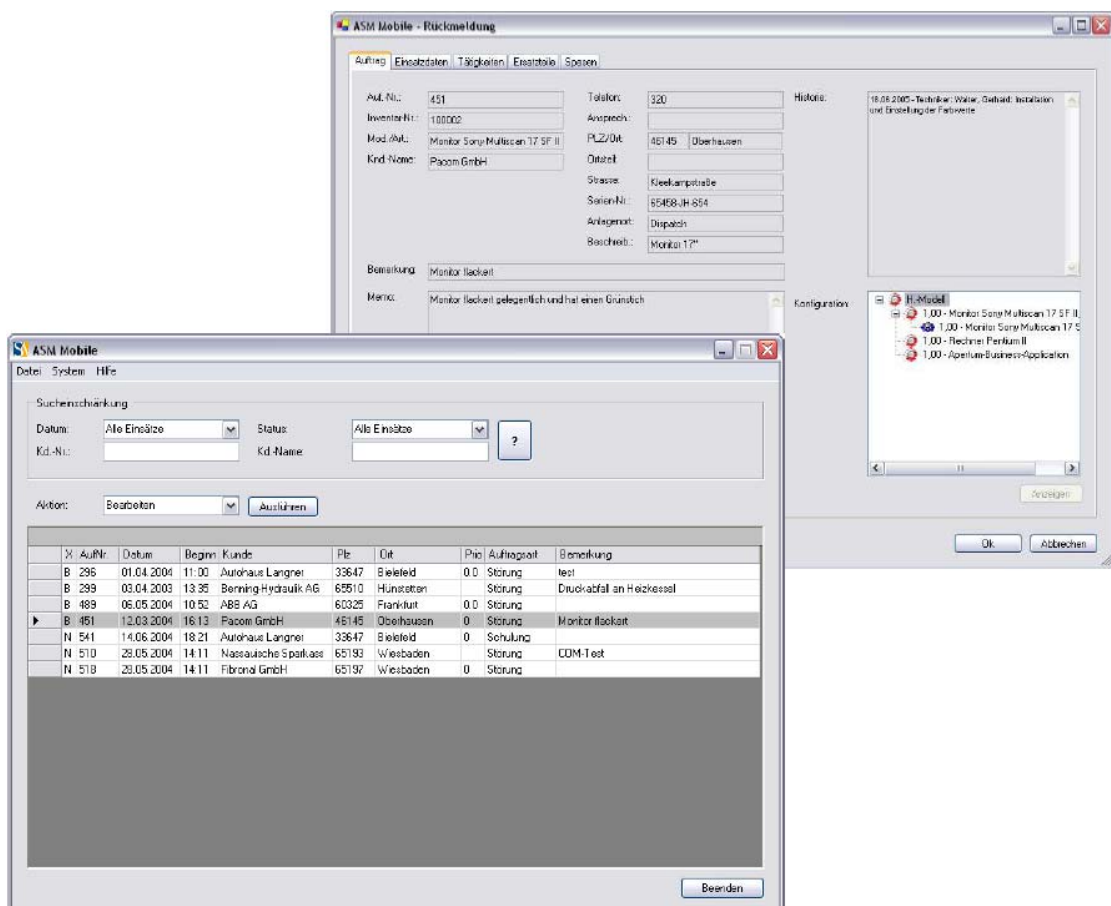 ASM Mobile - Rückmeldung
Auftrag Einsatzdaten Tätigkeiten Ersatzteile Spesen
Auf.-Nr.: 451 Telefon: 320 Historie: 18.06.2005 - Techniker: Walter, Gerhard: Installation
und Einstellung der Farbwerte
Inventar-Nr.: 100002 Ansprech.:
Mod./Art.: Monitor Sony Multiscan 17 SF II PLZ/Ort: 46145 Oberhausen
Knd.-Name: Pacom GmbH Ortsteil:
Strasse: Kleekampstraße
Serien-Nr.: 65458-JH-654
Anlagenort: Dispatch
Beschreib.: Monitor 17"
Bemerkung: Monitor flackert
Memo: Monitor flackert gelegentlich und hat einen Grünstich
Konfiguration: H.-Modell
1,00 - Monitor Sony Multiscan 17 SF II
1,00 - Monitor Sony Multiscan 17 S
1,00 - Rechner Pentium II
1,00 - Apertum-Business-Application
Anzeigen
Ok Abbrechen
ASM Mobile
Datei System Hilfe
Sucheinschränkung
Datum: Alle Einsätze Status: Alle Einsätze ?
Kd.-Nr.: Kd.-Name:
Aktion: Bearbeiten Ausführen
X AufNr. Datum Beginn Kunde Plz Ort Prio Auftragsart Bemerkung
B 296 01.04.2004 11:00 Autohaus Langner 33647 Bielefeld 0.0 Störung test
B 299 03.04.2003 13:35 Benning-Hydraulik AG 65510 Hünstetten Störung Druckabfall an Heizkessel
B 489 06.05.2004 10:52 ABB AG 60325 Frankfurt 0.0 Störung
B 451 12.03.2004 16:13 Pacom GmbH 46145 Oberhausen 0 Störung Monitor flackert
N 541 14.06.2004 18:21 Autohaus Langner 33647 Bielefeld 0 Schulung
N 510 28.05.2004 14:11 Nassauische Sparkass 65193 Wiesbaden Störung COM-Test
N 518 28.05.2004 14:11 Fibronal GmbH 65197 Wiesbaden 0 Störung
Beenden